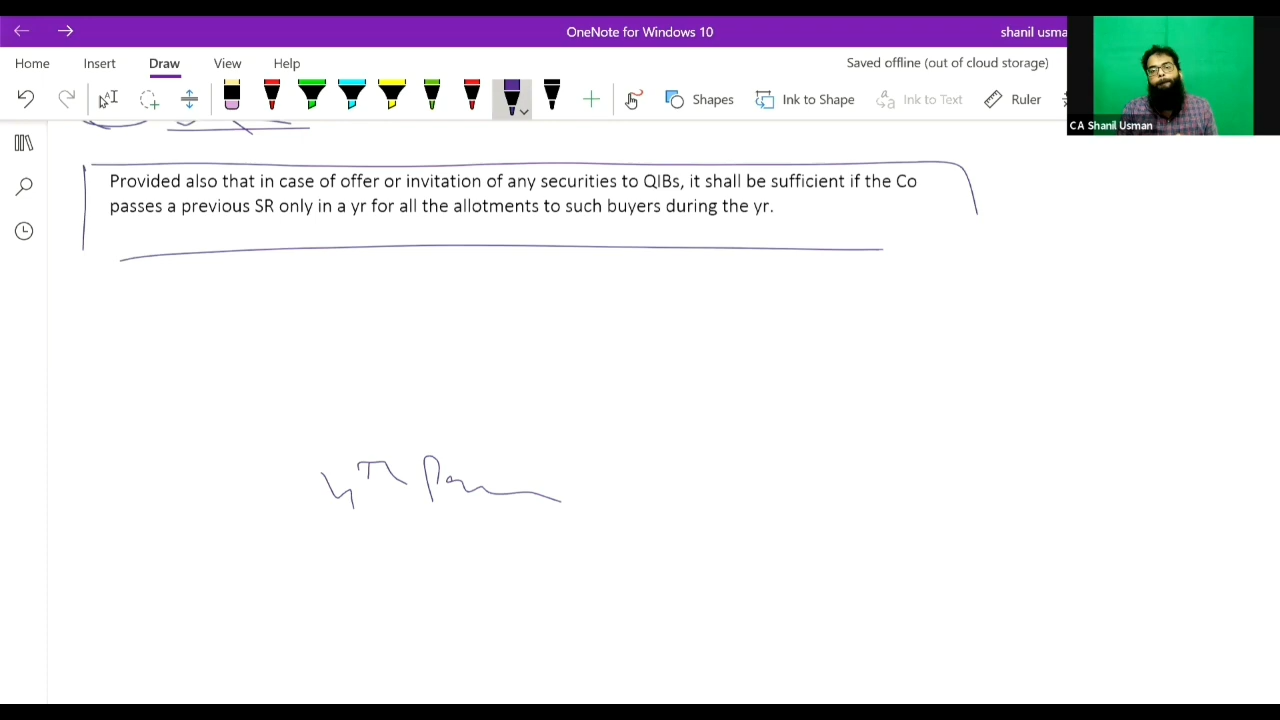 OneNote for Windows 10
shanil usma
Home Insert Draw View Help
Saved offline (out of cloud storage)
Shapes Ink to Shape Ink to Text Ruler
CA Shanil Usman
Provided also that in case of offer or invitation of any securities to QIBs, it shall be sufficient if the Co
passes a previous SR only in a yr for all the allotments to such buyers during the yr.
4th